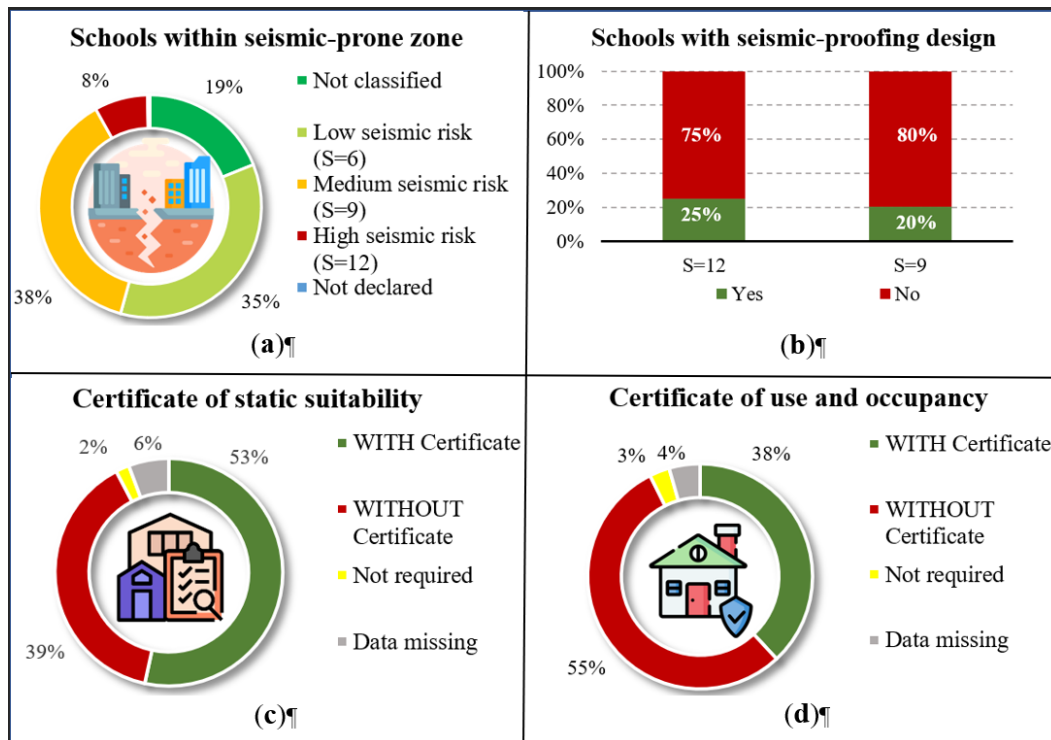 Schools within seismic-prone zone
8%
19%
38%
35%
Not classified
Low seismic risk
(S=6)
Medium seismic risk
(S=9)
High seismic risk
(S=12)
Not declared
(a)¶
Schools with seismic-proofing design
100%
80%
60%
40%
20%
0%
75%
25%
80%
20%
S=12
S=9
Yes
No
(b)¶
Certificate of static suitability
2%
6%
53%
39%
WITH Certificate
WITHOUT
Certificate
Not required
Data missing
(c)¶
Certificate of use and occupancy
3%
4%
38%
55%
WITH Certificate
WITHOUT
Certificate
Not required
Data missing
(d)¶